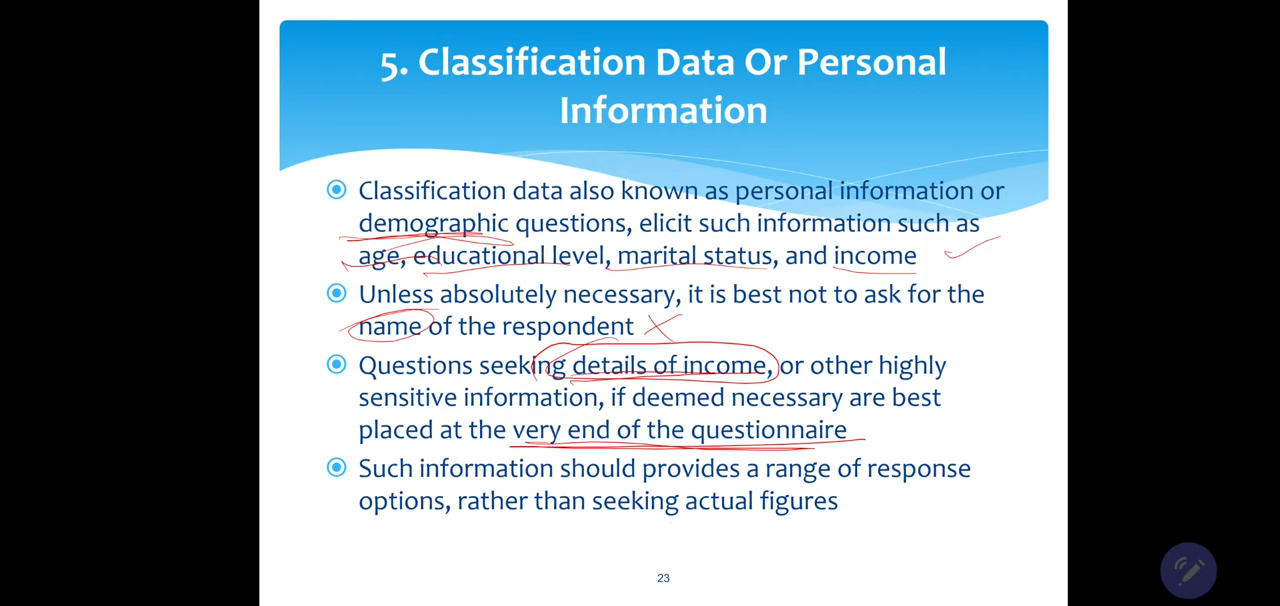 5. Classification Data Or Personal
Information
Classification data also known as personal information or
demographic questions, elicit such information such as
age, educational level, marital status, and income
Unless absolutely necessary, it is best not to ask for the
name of the respondent
Questions seeking details of income, or other highly
sensitive information, if deemed necessary are best
placed at the very end of the questionnaire
Such information should provides a range of response
options, rather than seeking actual figures
23